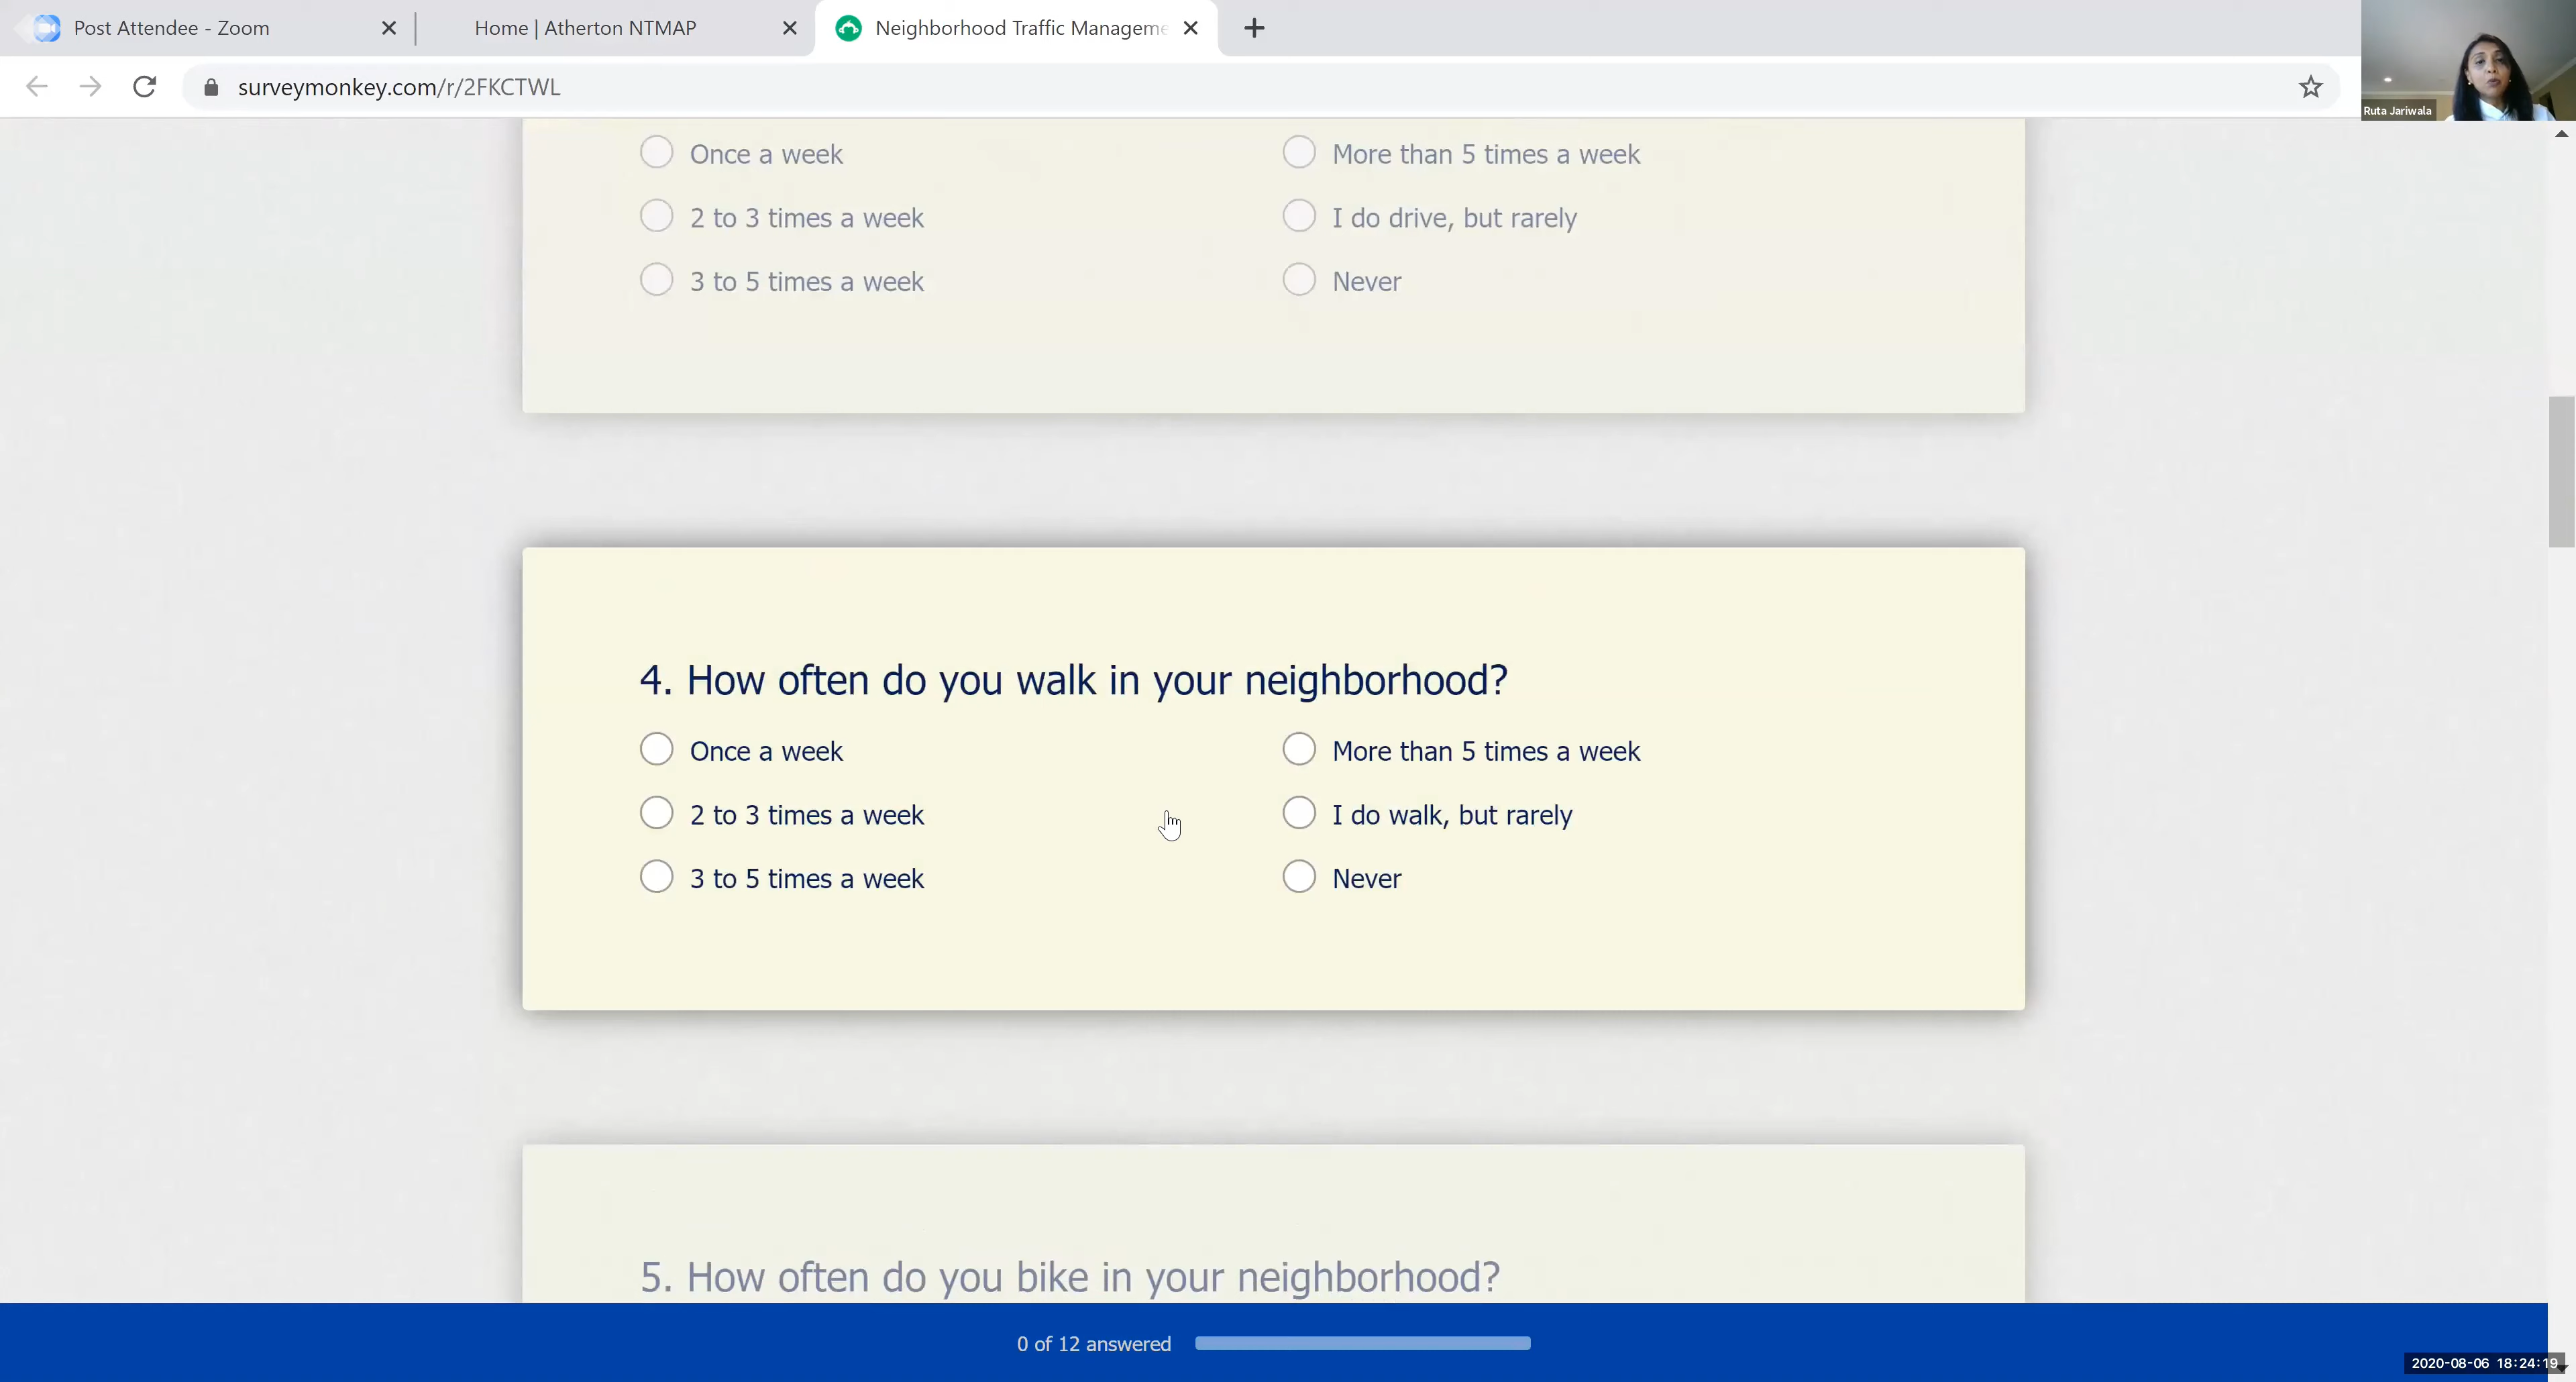 Post Attendee - Zoom
Home | Atherton NTMAP
Neighborhood Traffic Manageme
surveymonkey.com/r/2FKCTWL
Ruta Jariwala
Once a week
More than 5 times a week
2 to 3 times a week
I do drive, but rarely
3 to 5 times a week
Never
4. How often do you walk in your neighborhood?
Once a week
More than 5 times a week
2 to 3 times a week
I do walk, but rarely
3 to 5 times a week
Never
5. How often do you bike in your neighborhood?
0 of 12 answered
2020-08-06 18:24:19